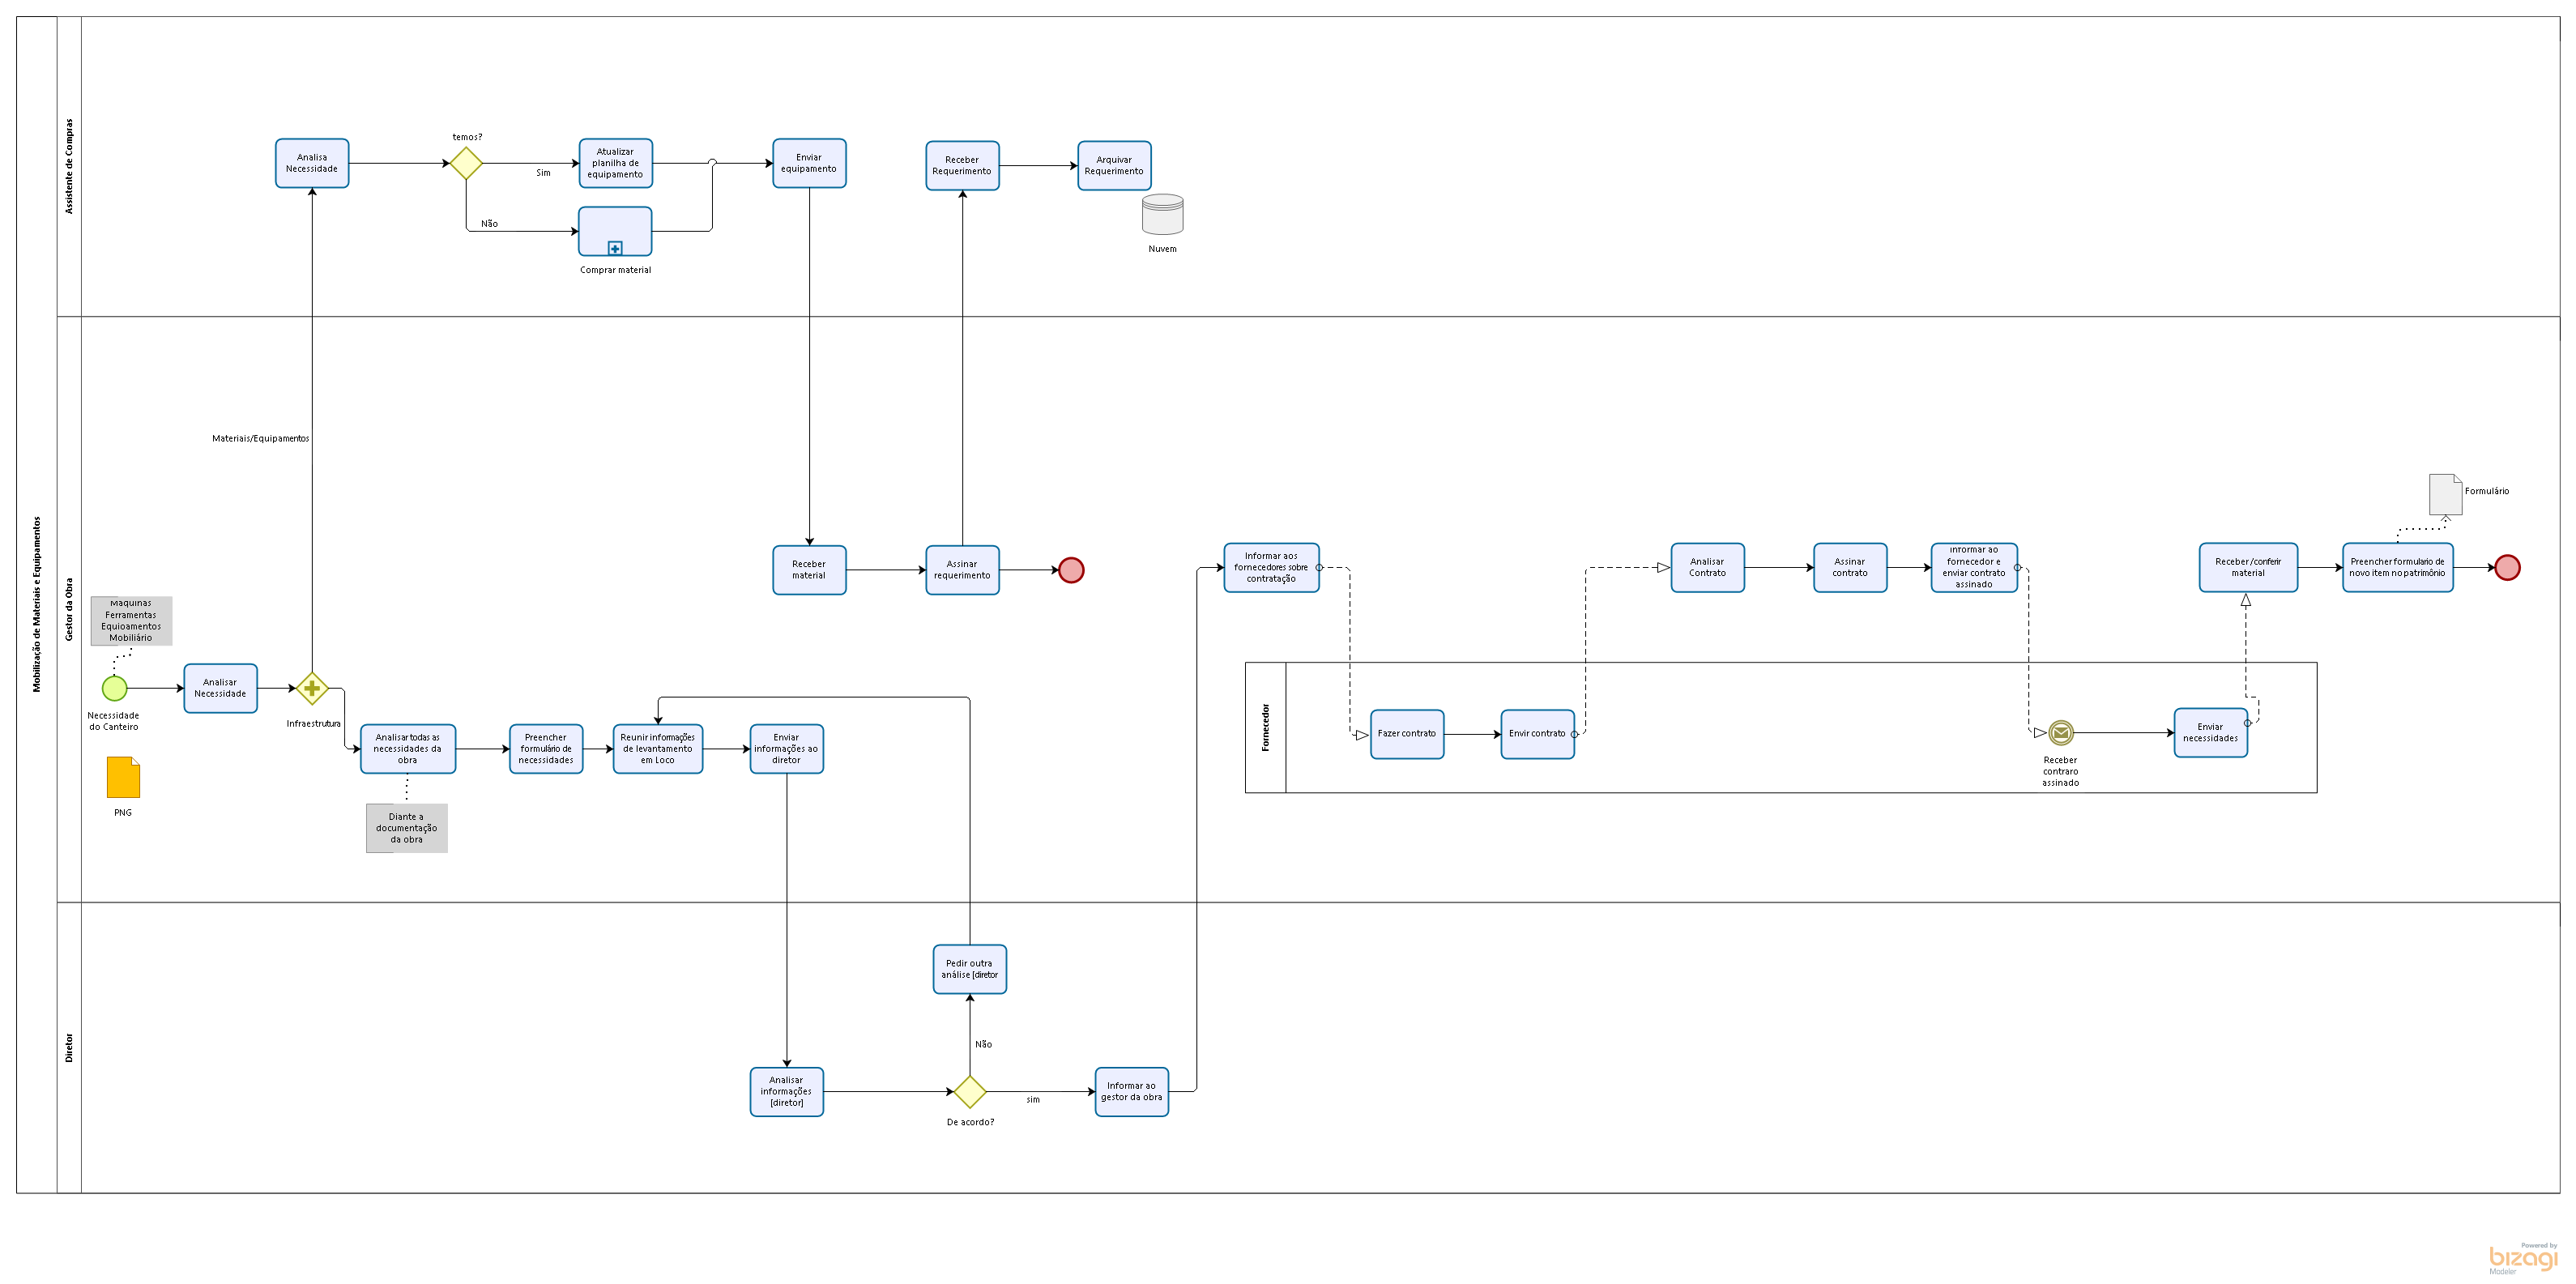 Mobilização de Materiais e Equipamentos
Assistente de Compras
Analisa
Necessidade
temos?
Sim
Não
Atualizar
planilha de
equipamento
Comprar material
Enviar
equipamento
Receber
Requerimento
Arquivar
Requerimento
Nuvem
Gestor da Obra
Materiais/Equipamentos
Maquinas
Ferramentas
Equioamentos
Mobiliário
Necessidade
do Canteiro
PNG
Analisar
Necessidade
Infraestrutura
Analisar todas as
necessidades da
obra
Diante a
documentação
da obra
Preencher
formulário de
necessidades
Reunir informações
de levantamento
em Loco
Enviar
informações ao
diretor
Receber
material
Assinar
requerimento
Informar aos
fornecedores sobre
contratação
Analisar
Contrato
Assinar
contrato
informar ao
fornecedor e
enviar contrato
assinado
Receber/conferir
material
Preencher formulario de
novo item no patrimônio
Formulário
Fornecedor
Fazer contrato
Envir contrato
Receber
contraro
assinado
Enviar
necessidades
Diretor
Pedir outra
análise [diretor
Não
Analisar
informações
[diretor]
De acordo?
sim
Informar ao
gestor da obra
Powered by
bizagi
Modeler